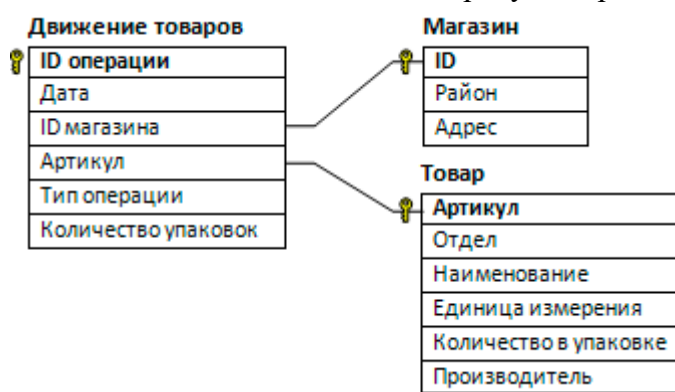 Движение товаров
ID операции
Дата
ID магазина
Артикул
Тип операции
Количество упаковок
Магазин
ID
Район
Адрес
Товар
Артикул
Отдел
Наименование
Единица измерения
Количество в упаковке
Производитель